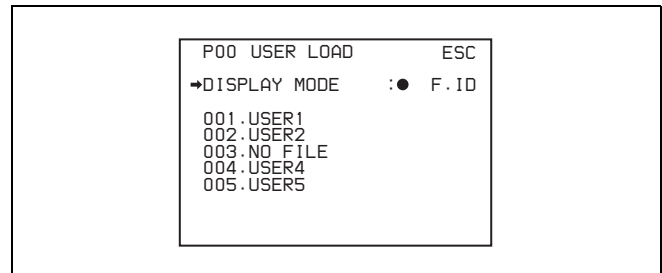 P00 USER LOAD ESC
➡DISPLAY MODE :● F.ID
001.USER1
002.USER2
003.NO FILE
004.USER4
005.USER5